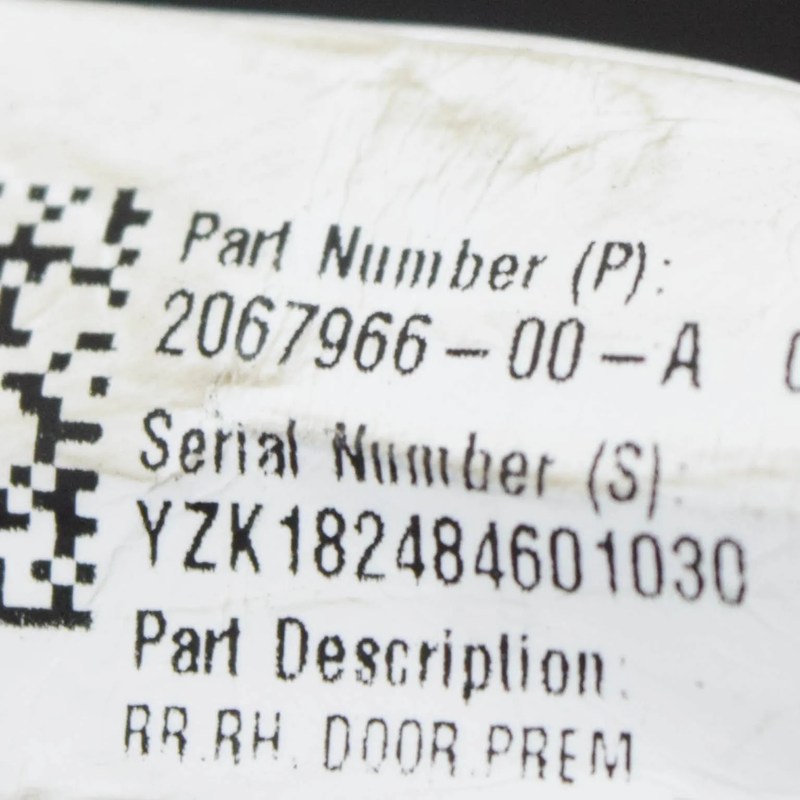 Part Number (P):
2067966-00-A
Serial Number (S):
YZK182484601030
Part Description:
RR.RH. DOOR.PREM